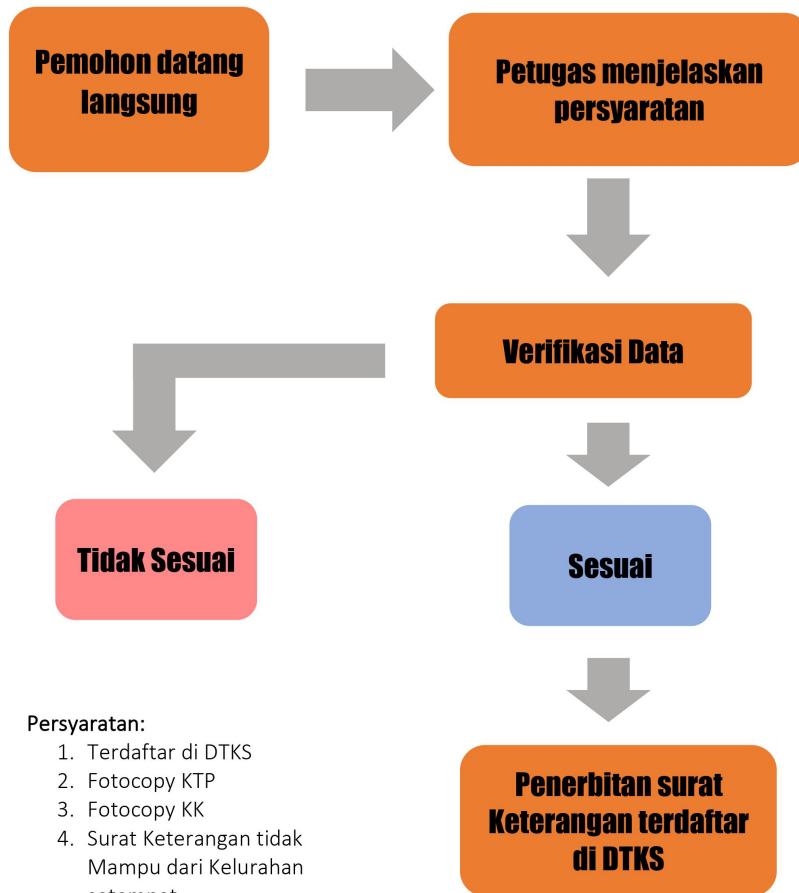 Pemohon datang
langsung
Petugas menjelaskan
persyaratan
Verifikasi Data
Tidak Sesuai
Sesuai
Persyaratan:
1. Terdaftar di DTKS
2. Fotocopy KTP
3. Fotocopy KK
4. Surat Keterangan tidak
Mampu dari Kelurahan
Penerbitan surat
Keterangan terdaftar
di DTKS